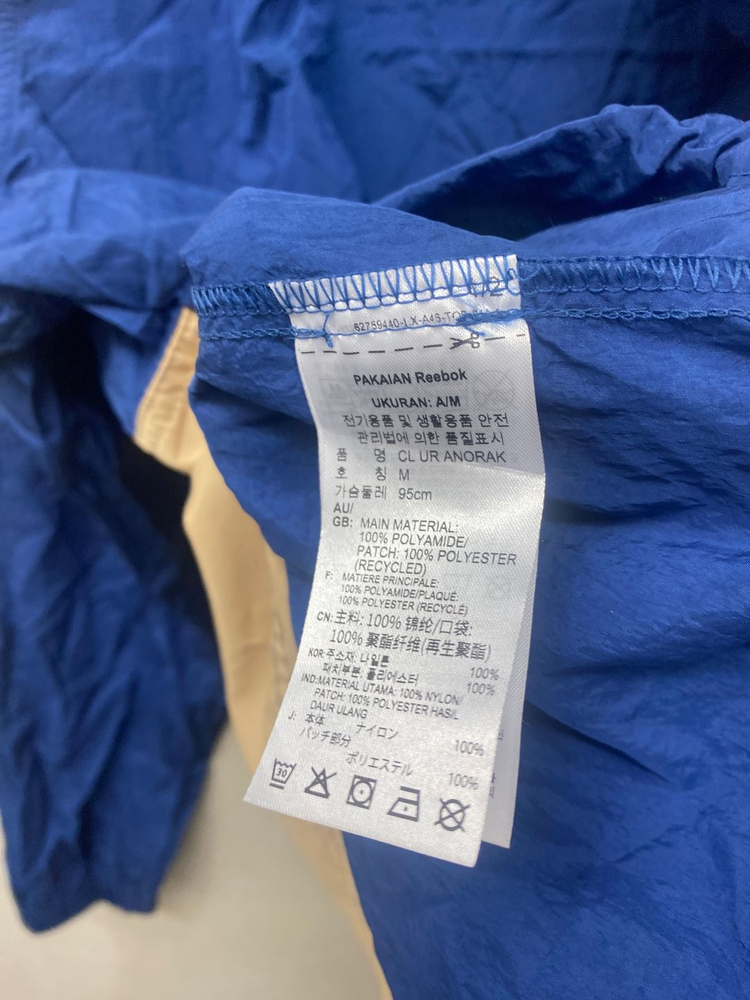 PAKAIAN Reebok
UKURAN: A/M
전기용품 및 생활용품 안전
관리법에 의한 품질표시
품 명 CL UR ANORAK
호 칭 M
가슴둘레 95cm
AU/
GB: MAIN MATERIAL:
100% POLYAMIDE/
PATCH: 100% POLYESTER
(RECYCLED)
F: MATIERE PRINCIPALE:
100% POLYAMIDE/PLAQUÉ:
100% POLYESTER (RECYCLÉ)
CN: 主料: 100% 锦纶/口袋:
100% 聚酯纤维(再生聚酯)
KOR: 주소재: 나일론 100%
패치부분: 폴리에스터 100%
IND: MATERIAL UTAMA: 100% NYLON/
PATCH: 100% POLYESTER HASIL
DAUR ULANG
J: 本体 ナイロン 100%
パッチ部分
ポリエステル 100%
30